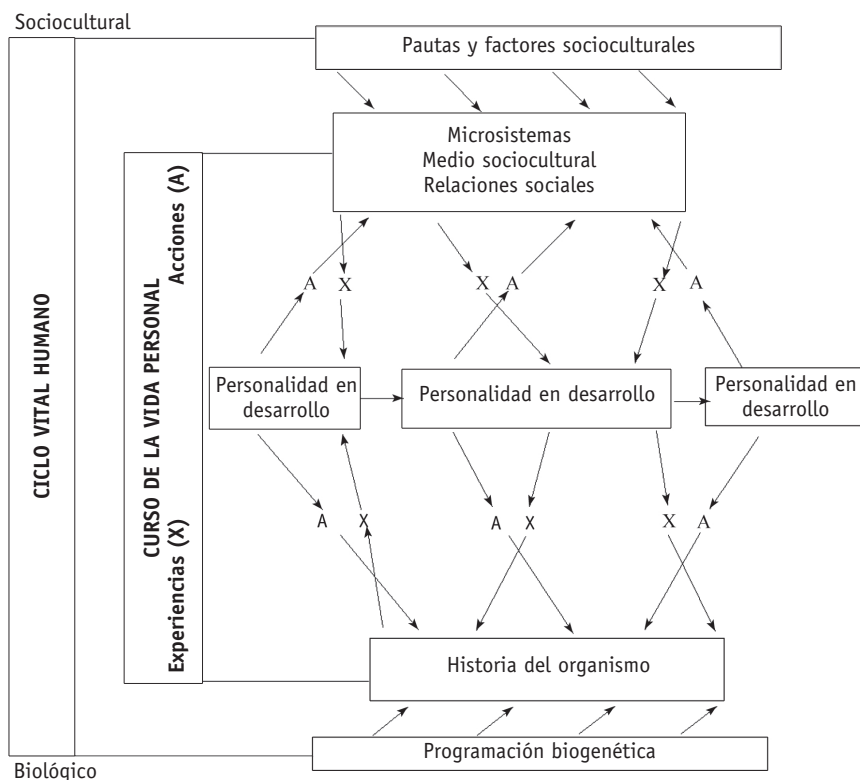 Sociocultural
Pautas y factores socioculturales
Microsistemas
Medio sociocultural
Relaciones sociales
CICLO VITAL HUMANO
CURSO DE LA VIDA PERSONAL
Acciones (A)
Experiencias (X)
A
X
X
A
X
A
Personalidad en
desarrollo
Personalidad en desarrollo
Personalidad en
desarrollo
A
X
A
X
X
A
Historia del organismo
Programación biogenética
Biológico